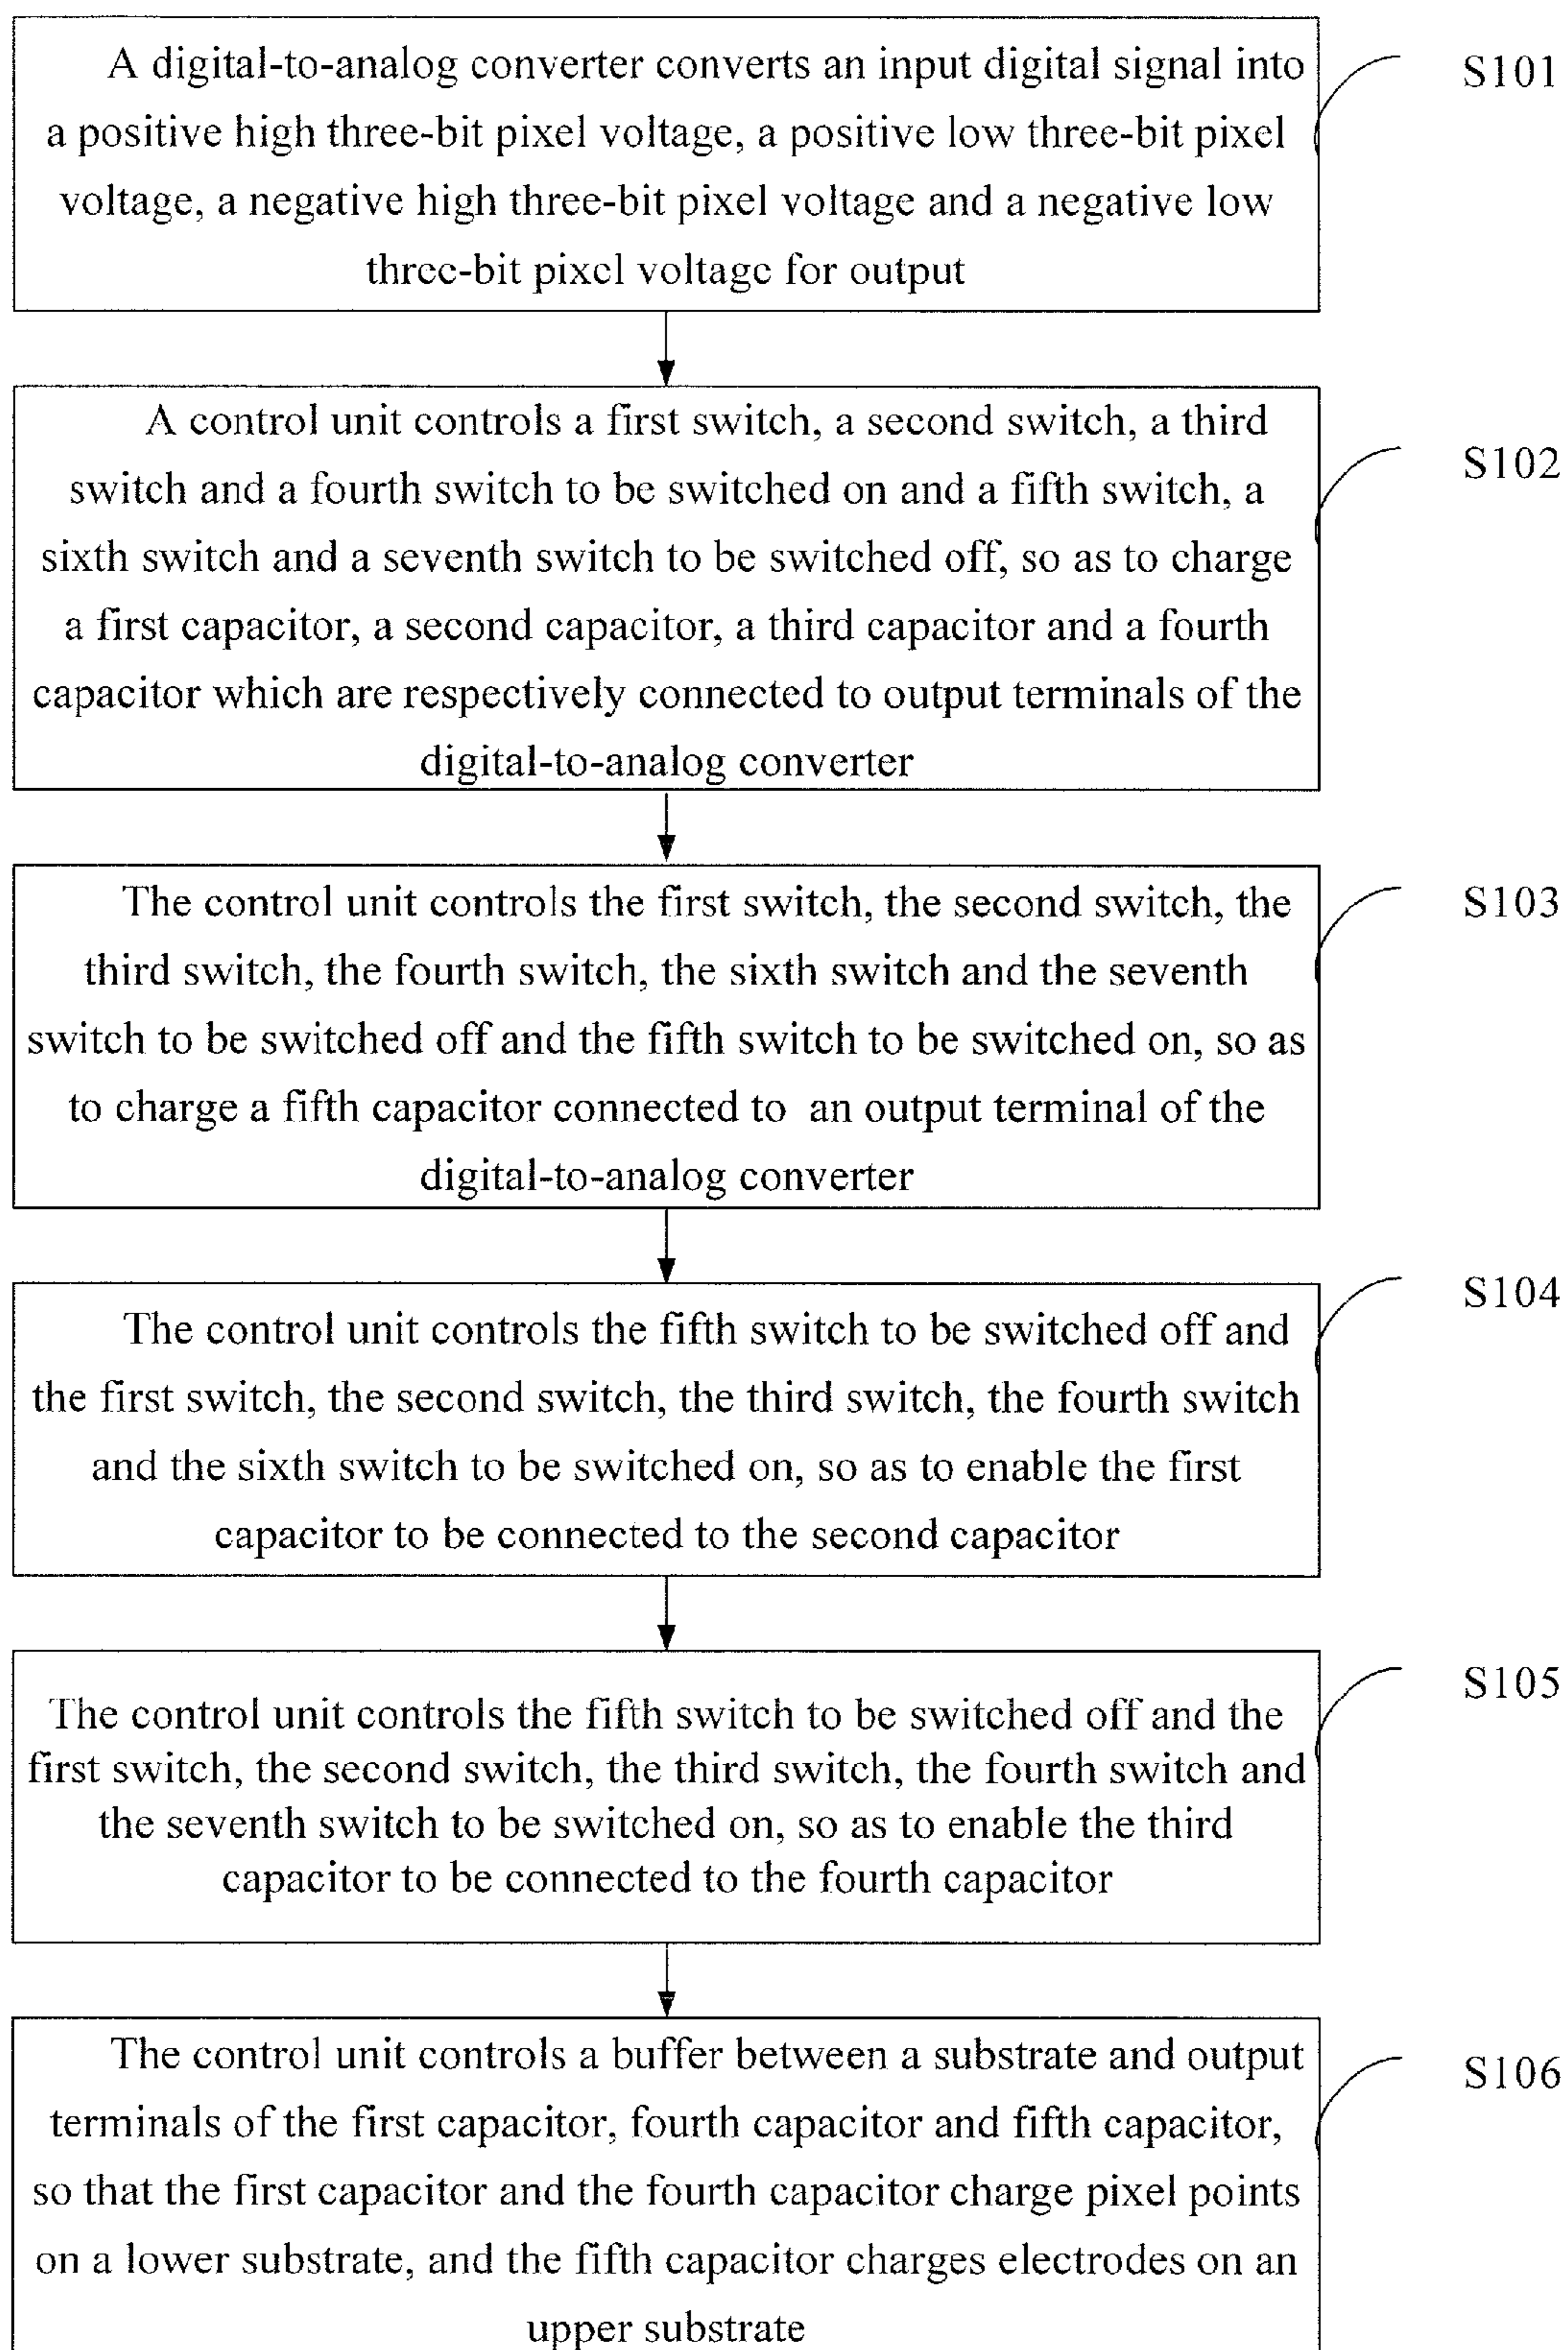 A digital-to-analog converter converts an input digital signal into
a positive high three-bit pixel voltage, a positive low three-bit pixel
voltage, a negative high three-bit pixel voltage and a negative low
three-bit pixel voltage for output
S101
A control unit controls a first switch, a second switch, a third
switch and a fourth switch to be switched on and a fifth switch, a
sixth switch and a seventh switch to be switched off, so as to charge
a first capacitor, a second capacitor, a third capacitor and a fourth
capacitor which are respectively connected to output terminals of the
digital-to-analog converter
S102
The control unit controls the first switch, the second switch, the
third switch, the fourth switch, the sixth switch and the seventh
switch to be switched off and the fifth switch to be switched on, so as
to charge a fifth capacitor connected to an output terminal of the
digital-to-analog converter
S103
The control unit controls the fifth switch to be switched off and
the first switch, the second switch, the third switch, the fourth switch
and the sixth switch to be switched on, so as to enable the first
capacitor to be connected to the second capacitor
S104
The control unit controls the fifth switch to be switched off and the
first switch, the second switch, the third switch, the fourth switch and
the seventh switch to be switched on, so as to enable the third
capacitor to be connected to the fourth capacitor
S105
The control unit controls a buffer between a substrate and output
terminals of the first capacitor, fourth capacitor and fifth capacitor,
so that the first capacitor and the fourth capacitor charge pixel points
on a lower substrate, and the fifth capacitor charges electrodes on an
upper substrate
S106